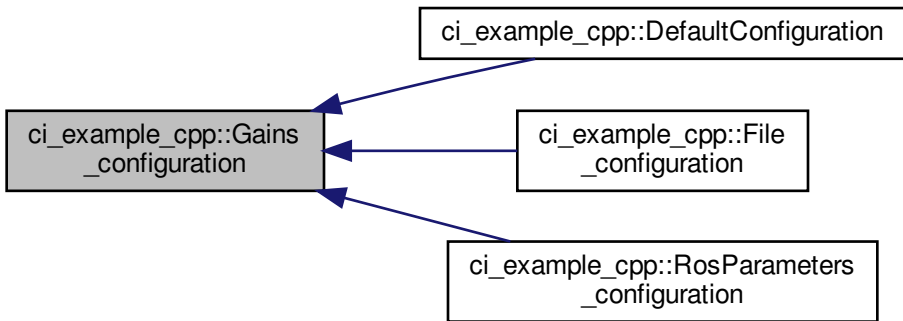 ci_example_cpp::DefaultConfiguration
ci_example_cpp::Gains
_configuration
ci_example_cpp::File
_configuration
ci_example_cpp::RosParameters
_configuration